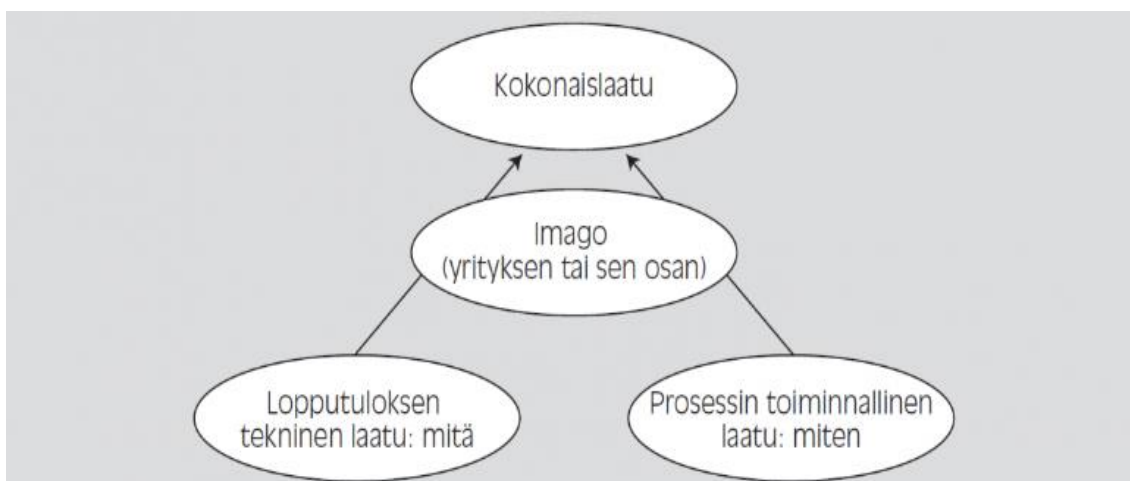 Kokonaislaatu
Imago
(yrityksen tai sen osan)
Lopputuloksen
tekninen laatu: mitä
Prosessin toiminnallinen
laatu: miten